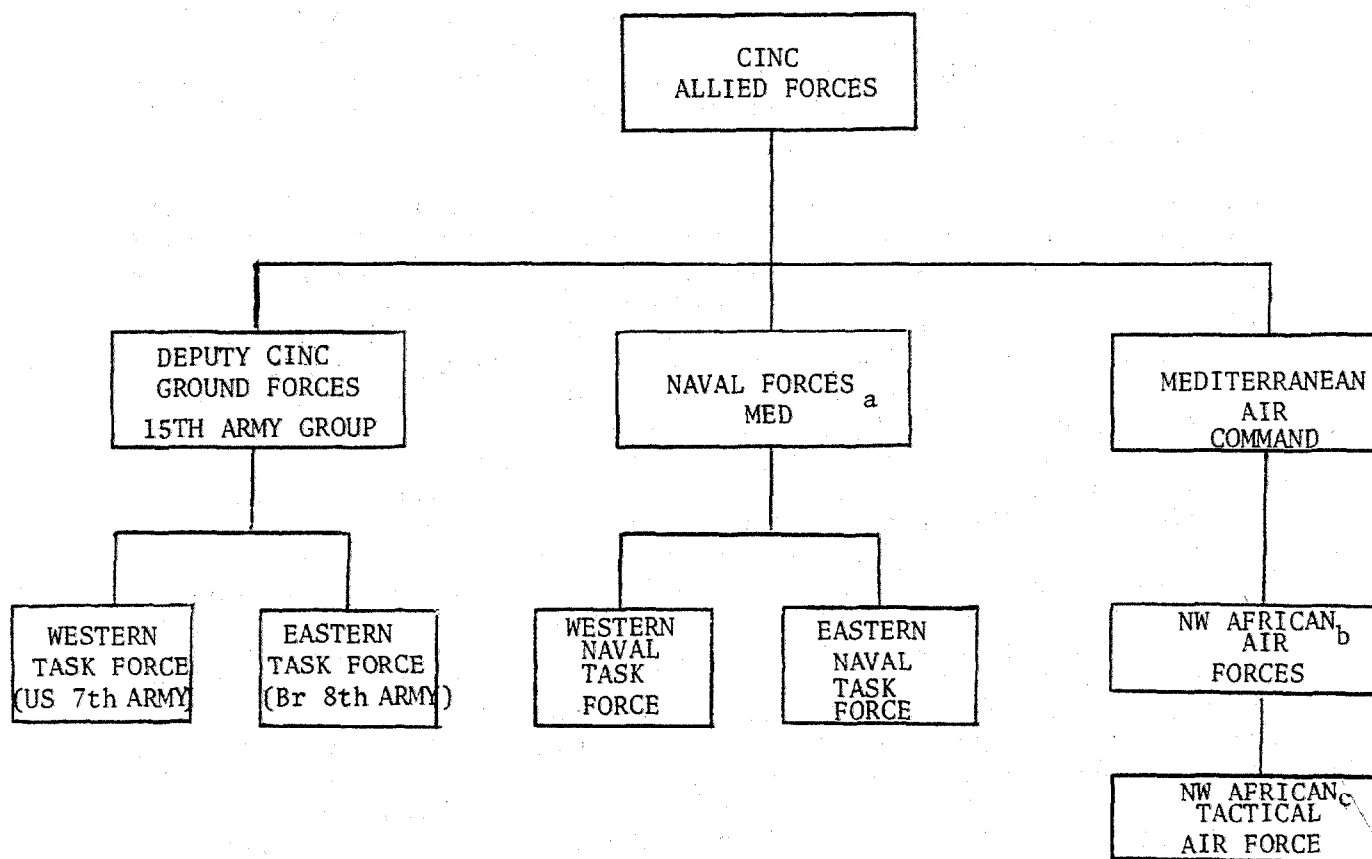 CINC
ALLIED FORCES
DEPUTY CINC
GROUND FORCES
15TH ARMY GROUP
NAVAL FORCES a
MED
MEDITERRANEAN
AIR
COMMAND
WESTERN
TASK FORCE
(US 7th ARMY)
EASTERN
TASK FORCE
(Br 8th ARMY)
WESTERN
NAVAL
TASK
FORCE
EASTERN
NAVAL
TASK
FORCE
NW AFRICAN b
AIR
FORCES
NW AFRICAN c
TACTICAL
AIR FORCE